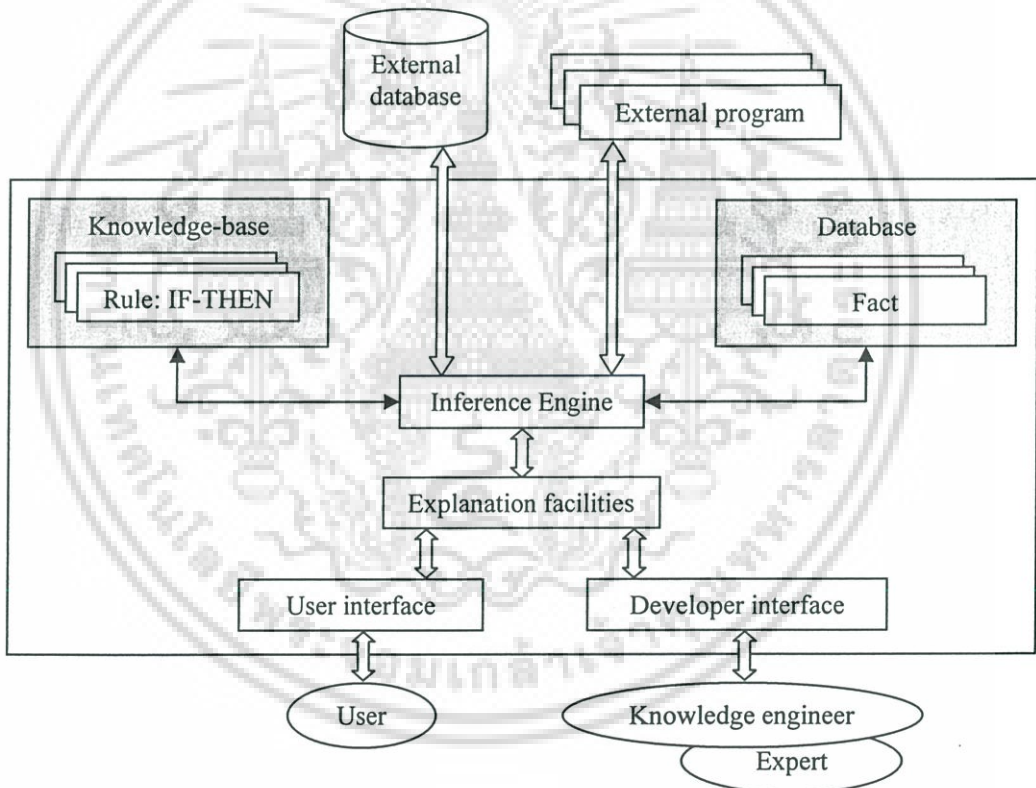 External
database
External program
Knowledge-base
Rule: IF-THEN
Database
Fact
Inference Engine
Explanation facilities
User interface
Developer interface
User
Knowledge engineer
Expert